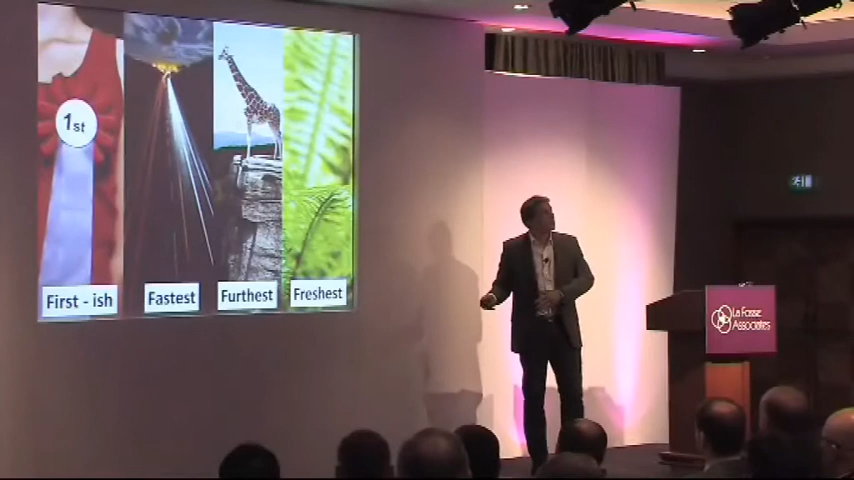 1st
First - ish
Fastest
Furthest
Freshest
La Fosse
Associates